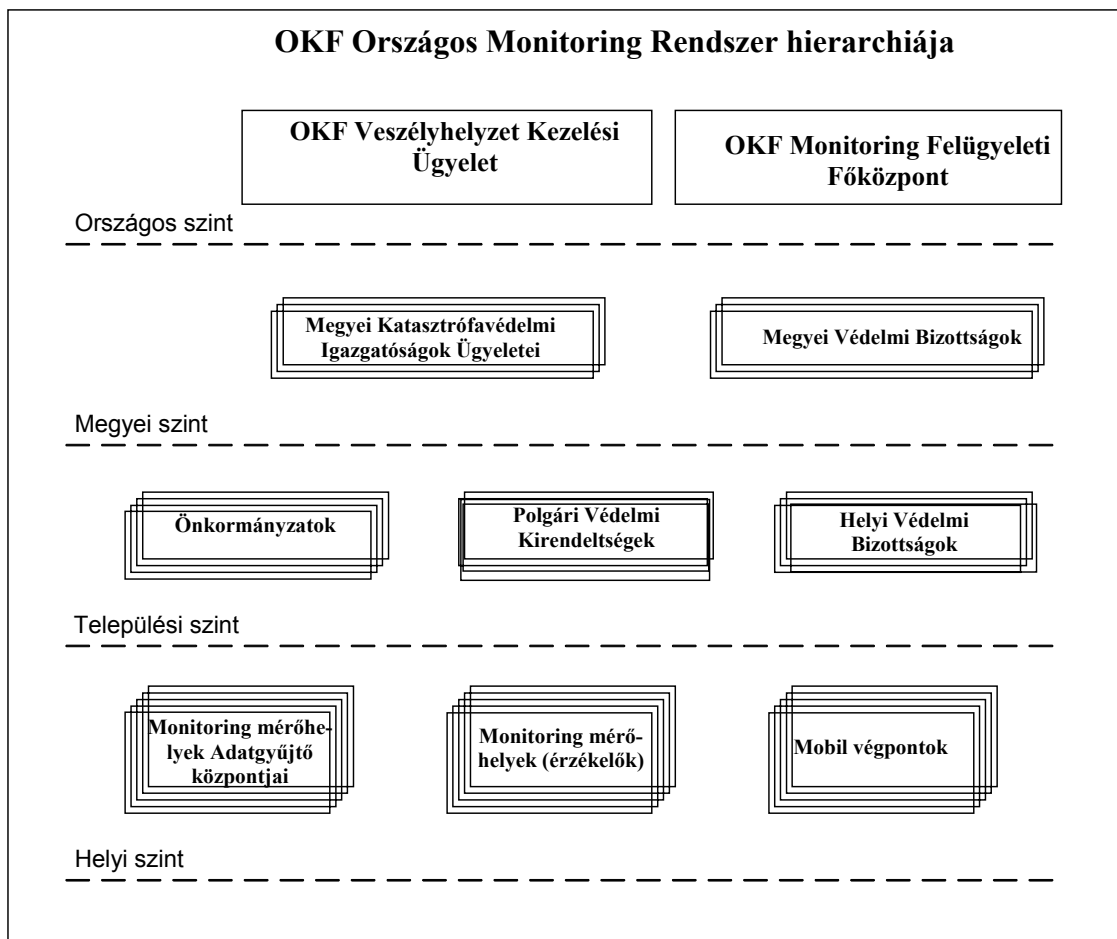 OKF Országos Monitoring Rendszer hierarchiája
OKF Veszélyhelyzet Kezelési
Ügyelet
OKF Monitoring Felügyeleti
Főközpont
Országos szint
Megyei Katasztrófavédelmi
Igazgatóságok Ügyeletei
Megyei Védelmi Bizottságok
Megyei szint
Önkormányzatok
Polgári Védelmi
Kirendeltségek
Helyi Védelmi
Bizottságok
Települési szint
Monitoring mérőhe-
lyek Adatgyűjtő
központjai
Monitoring mérő-
helyek (érzékelők)
Mobil végpontok
Helyi szint